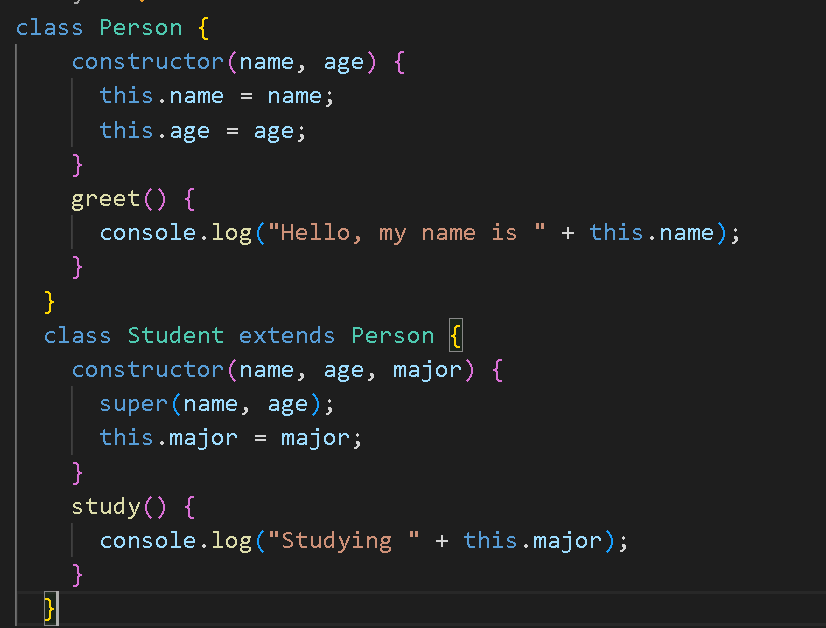 class Person {
    constructor(name, age) {
      this.name = name;
      this.age = age;
    }
    greet() {
      console.log("Hello, my name is " + this.name);
    }
  }
  class Student extends Person {
    constructor(name, age, major) {
      super(name, age);
      this.major = major;
    }
    study() {
      console.log("Studying " + this.major);
    }
  }